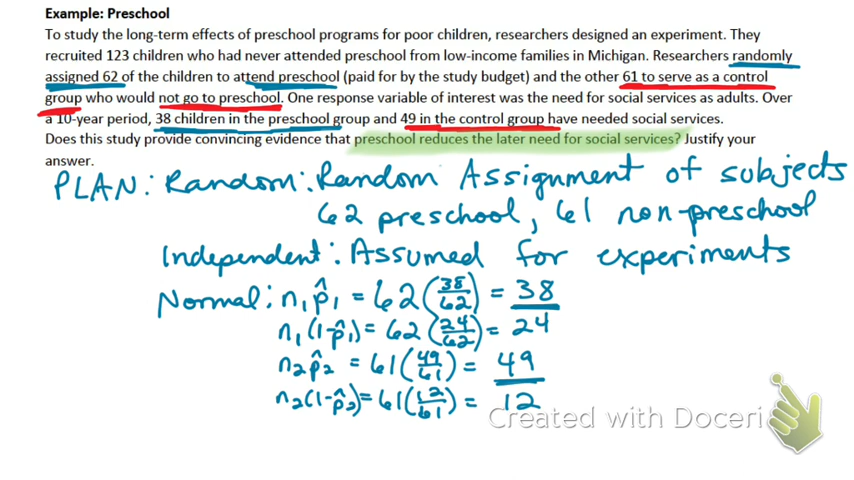 Example: Preschool
To study the long-term effects of preschool programs for poor children, researchers designed an experiment. They
recruited 123 children who had never attended preschool from low-income families in Michigan. Researchers randomly
assigned 62 of the children to attend preschool (paid for by the study budget) and the other 61 to serve as a control
group who would not go to preschool. One response variable of interest was the need for social services as adults. Over
a 10-year period, 38 children in the preschool group and 49 in the control group have needed social services.
Does this study provide convincing evidence that preschool reduces the later need for social services? Justify your
answer.
PLAN: Random: Random Assignment of subjects
62 preschool, 61 non-preschool
Independent: Assumed for experiments
Normal: n₁p̂₁ = 62(38/62) = 38
n₁(1-p̂₁) = 62(24/62) = 24
n₂p̂₂ = 61(49/61) = 49
n₂(1-p̂₂) = 61(12/61) = 12
Created with Doceri